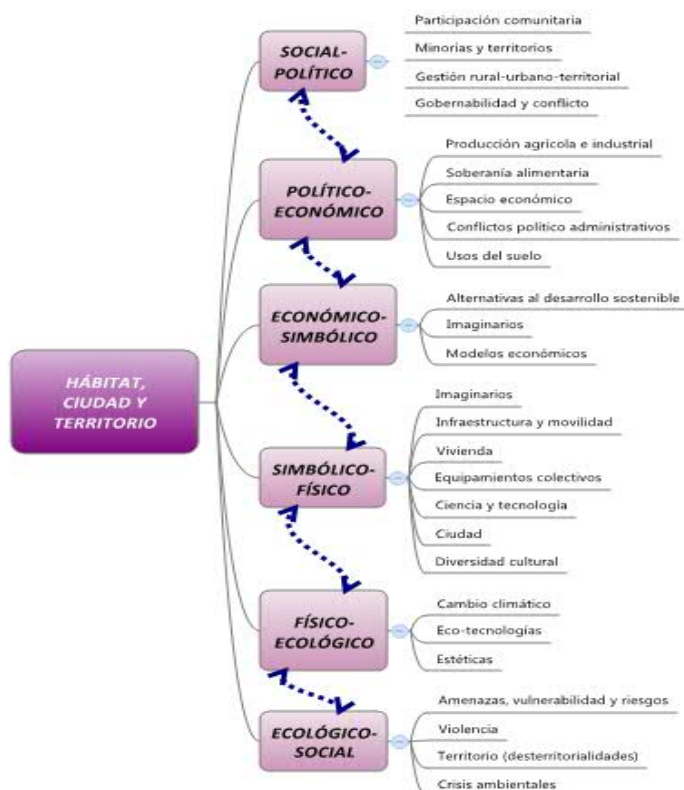 HÁBITAT,
CIUDAD Y
TERRITORIO
SOCIAL-
POLÍTICO
Participación comunitaria
Minorias y territorios
Gestión rural-urbano-territorial
Gobernabilidad y conflicto
POLÍTICO-
ECONÓMICO
Producción agrícola e industrial
Soberanía alimentaria
Espacio económico
Conflictos político administrativos
Usos del suelo
ECONÓMICO-
SIMBÓLICO
Alternativas al desarrollo sostenible
Imaginarios
Modelos económicos
SIMBÓLICO-
FÍSICO
Imaginarios
Infraestructura y movilidad
Vivienda
Equipamientos colectivos
Ciencia y tecnología
Ciudad
Diversidad cultural
FÍSICO-
ECOLÓGICO
Cambio climático
Eco-tecnologías
Estéticas
ECOLÓGICO-
SOCIAL
Amenazas, vulnerabilidad y riesgos
Violencia
Territorio (desterritorialidades)
Crisis ambientales